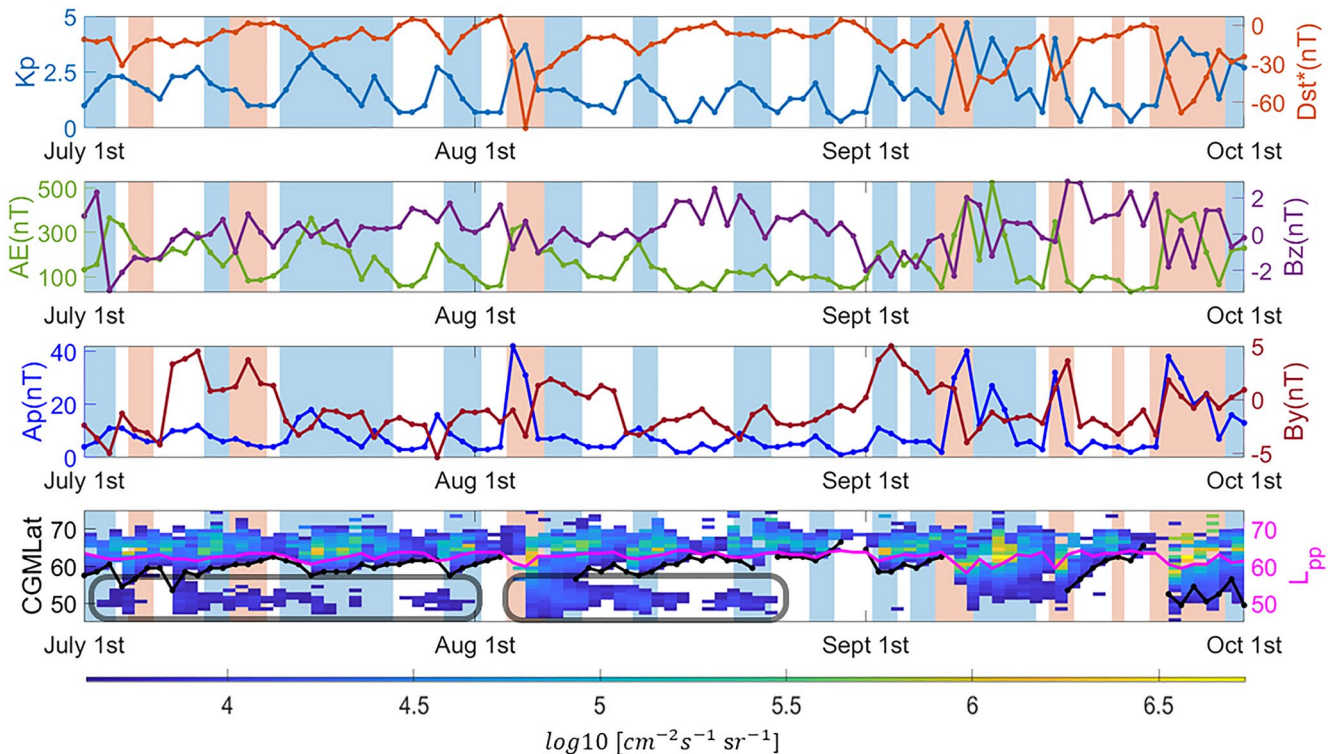 5
2.5
0
Kp
0
-30
-60
Dst*(nT)
July 1st Aug 1st Sept 1st Oct 1st
500
300
100
AE(nT)
2
0
-2
Bz(nT)
July 1st Aug 1st Sept 1st Oct 1st
40
20
0
Ap(nT)
5
0
-5
By(nT)
July 1st Aug 1st Sept 1st Oct 1st
70
60
50
CGMLat
70
60
50
Lpp
July 1st Aug 1st Sept 1st Oct 1st
4 4.5 5 5.5 6 6.5
log10 [cm⁻²s⁻¹ sr⁻¹]